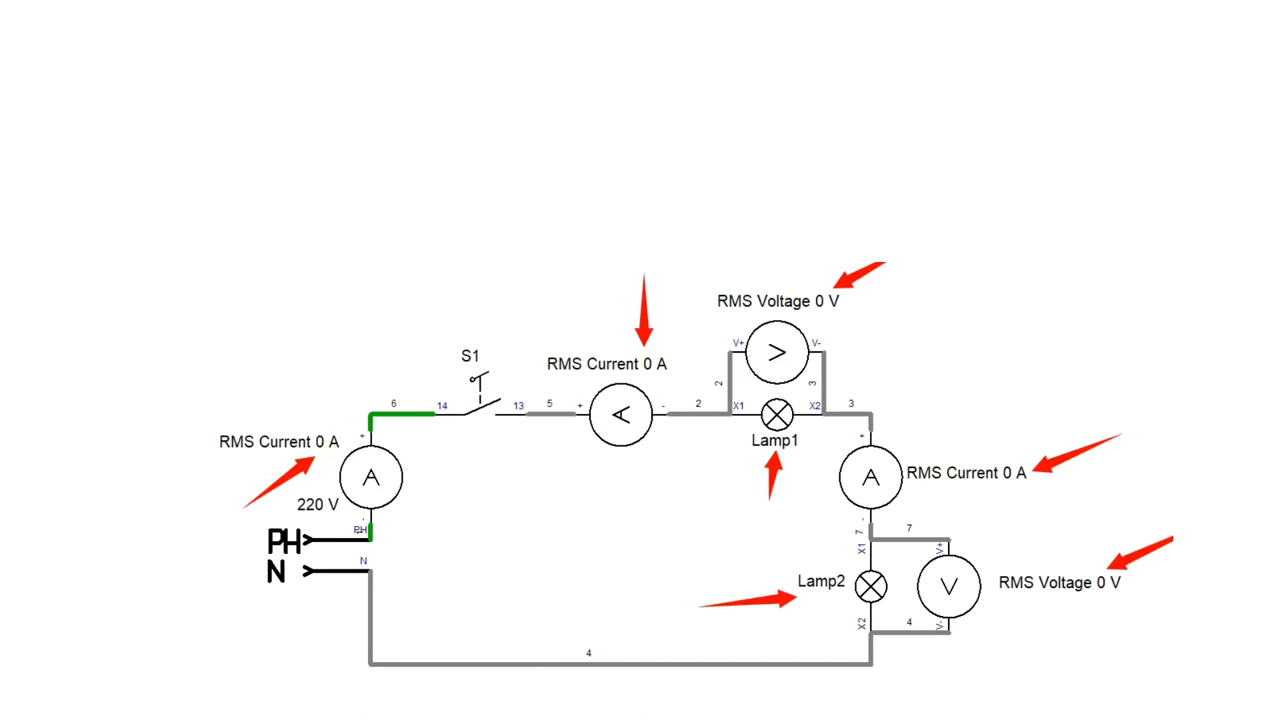 RMS Voltage 0 V
V+
V-
S1
RMS Current 0 A
2
3
6
14
13
5
+
-
2
X1
X2
3
Lamp1
RMS Current 0 A
+
A
+
A
RMS Current 0 A
220 V
-
-
PH
PH
7
7
X1
V+
N
N
Lamp2
V
RMS Voltage 0 V
X2
4
V-
4
A
V